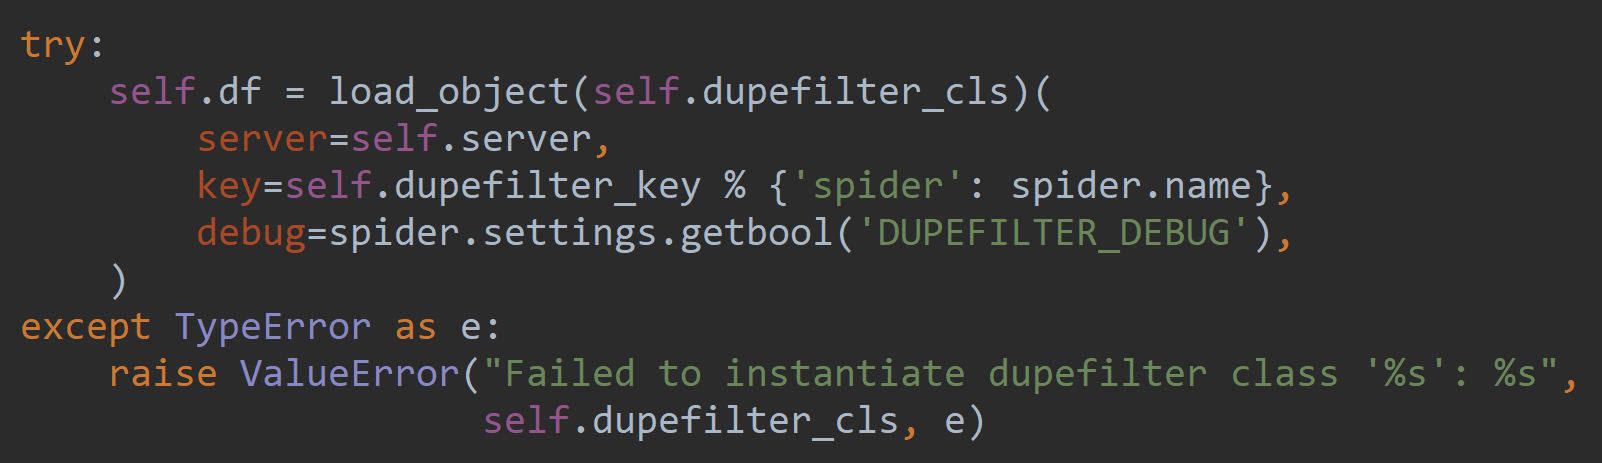 try:
    self.df = load_object(self.dupefilter_cls)(
        server=self.server,
        key=self.dupefilter_key % {'spider': spider.name},
        debug=spider.settings.getbool('DUPEFILTER_DEBUG'),
    )
except TypeError as e:
    raise ValueError("Failed to instantiate dupefilter class '%s': %s",
                     self.dupefilter_cls, e)